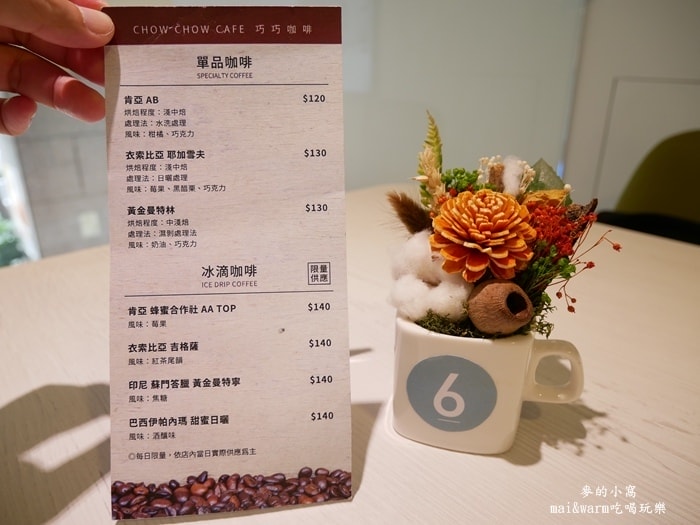 CHOW CHOW CAFE 巧巧咖啡
單品咖啡
SPECIALTY COFFEE
肯亞 AB $120
烘焙程度：淺中焙
處理法：水洗處理
風味：柑橘、巧克力
衣索比亞 耶加雪夫 $130
烘焙程度：淺中焙
處理法：日曬處理
風味：莓果、黑醋栗、巧克力
黃金曼特林 $130
烘焙程度：中淺焙
處理法：濕剝處理法
風味：奶油、巧克力
冰滴咖啡 限量供應
ICE DRIP COFFEE
肯亞 蜂蜜合作社 AA TOP $140
風味：莓果
衣索比亞 吉格薩 $140
風味：紅茶尾韻
印尼 蘇門答臘 黃金曼特寧 $140
風味：焦糖
巴西伊帕內瑪 甜蜜日曬 $140
風味：酒釀味
◎每日限量，依店內當日實際供應為主
6
麥的小窩
mai&warm吃喝玩樂